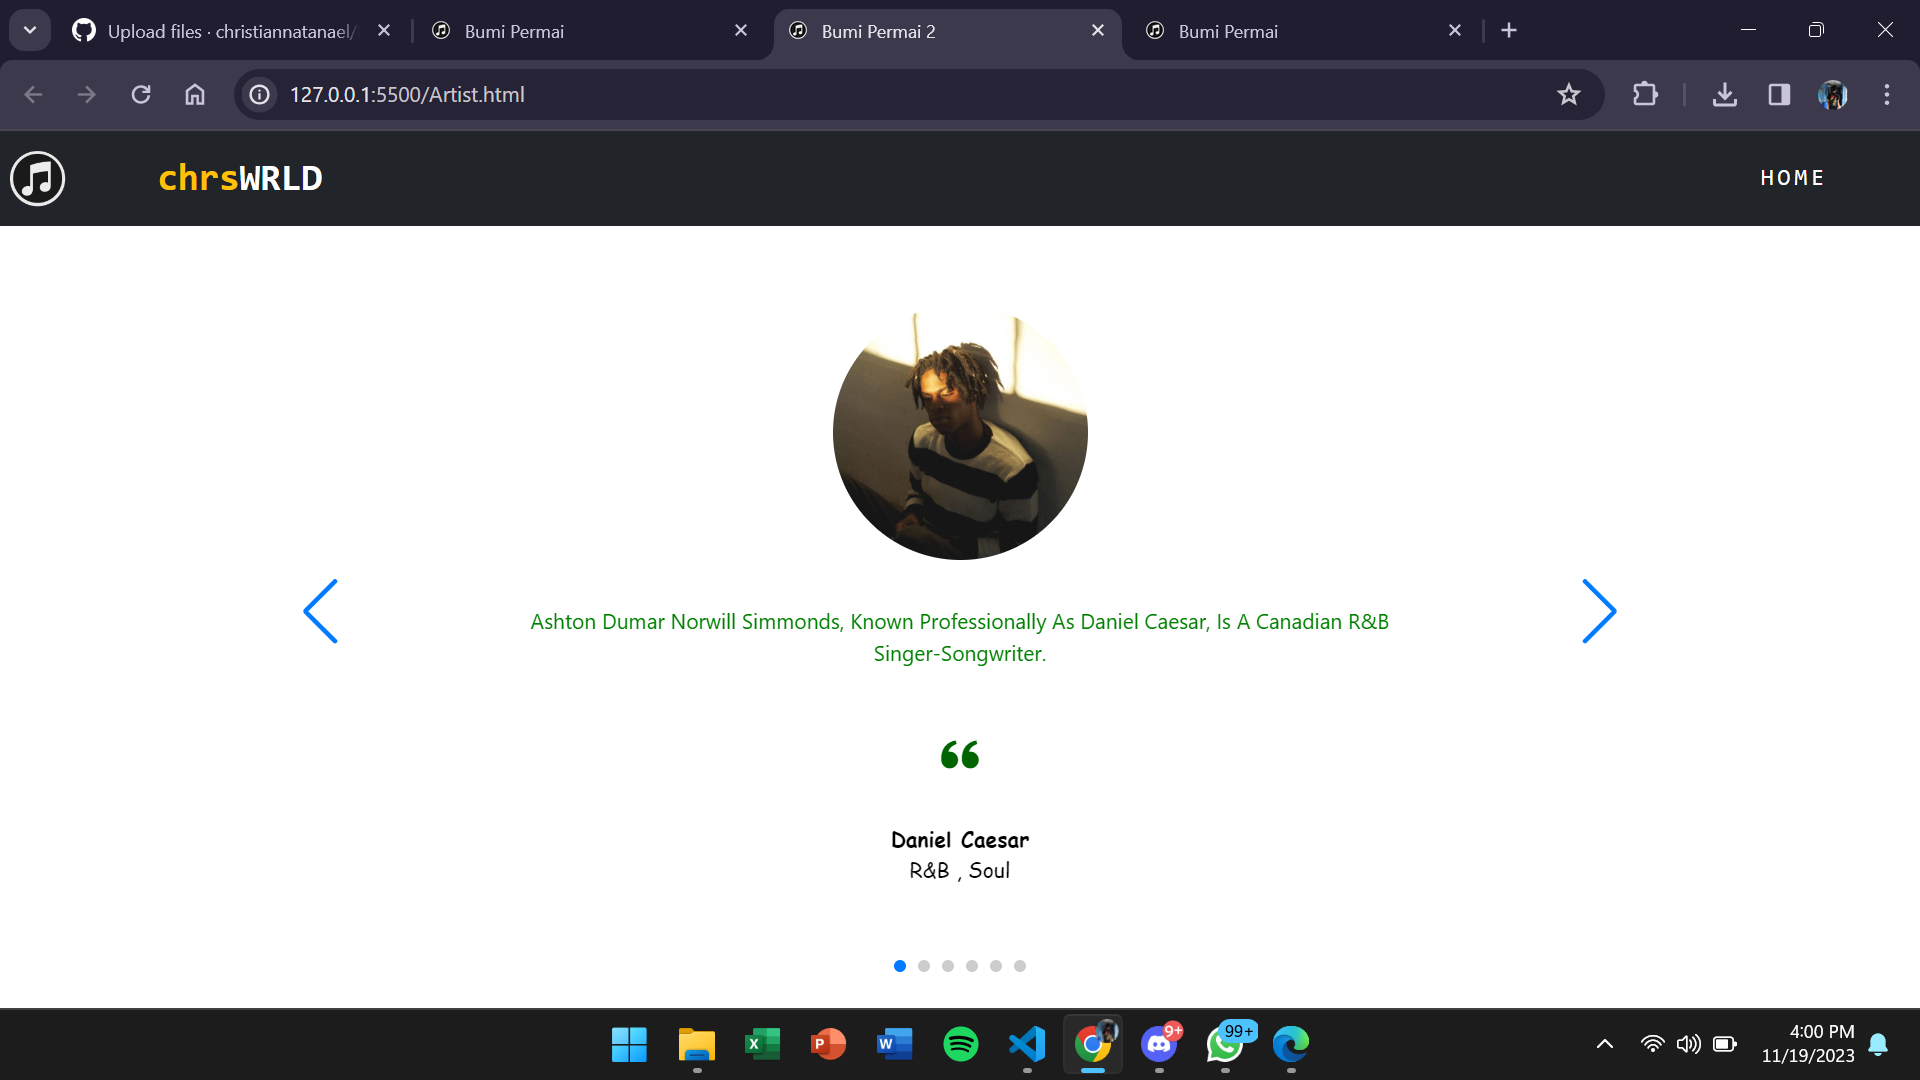 Upload files · christiannatanael/
Bumi Permai
Bumi Permai 2
Bumi Permai
127.0.0.1:5500/Artist.html
chrsWRLD
HOME
Ashton Dumar Norwill Simmonds, Known Professionally As Daniel Caesar, Is A Canadian R&B
Singer-Songwriter.
“
Daniel Caesar
R&B , Soul
9+
99+
4:00 PM
11/19/2023